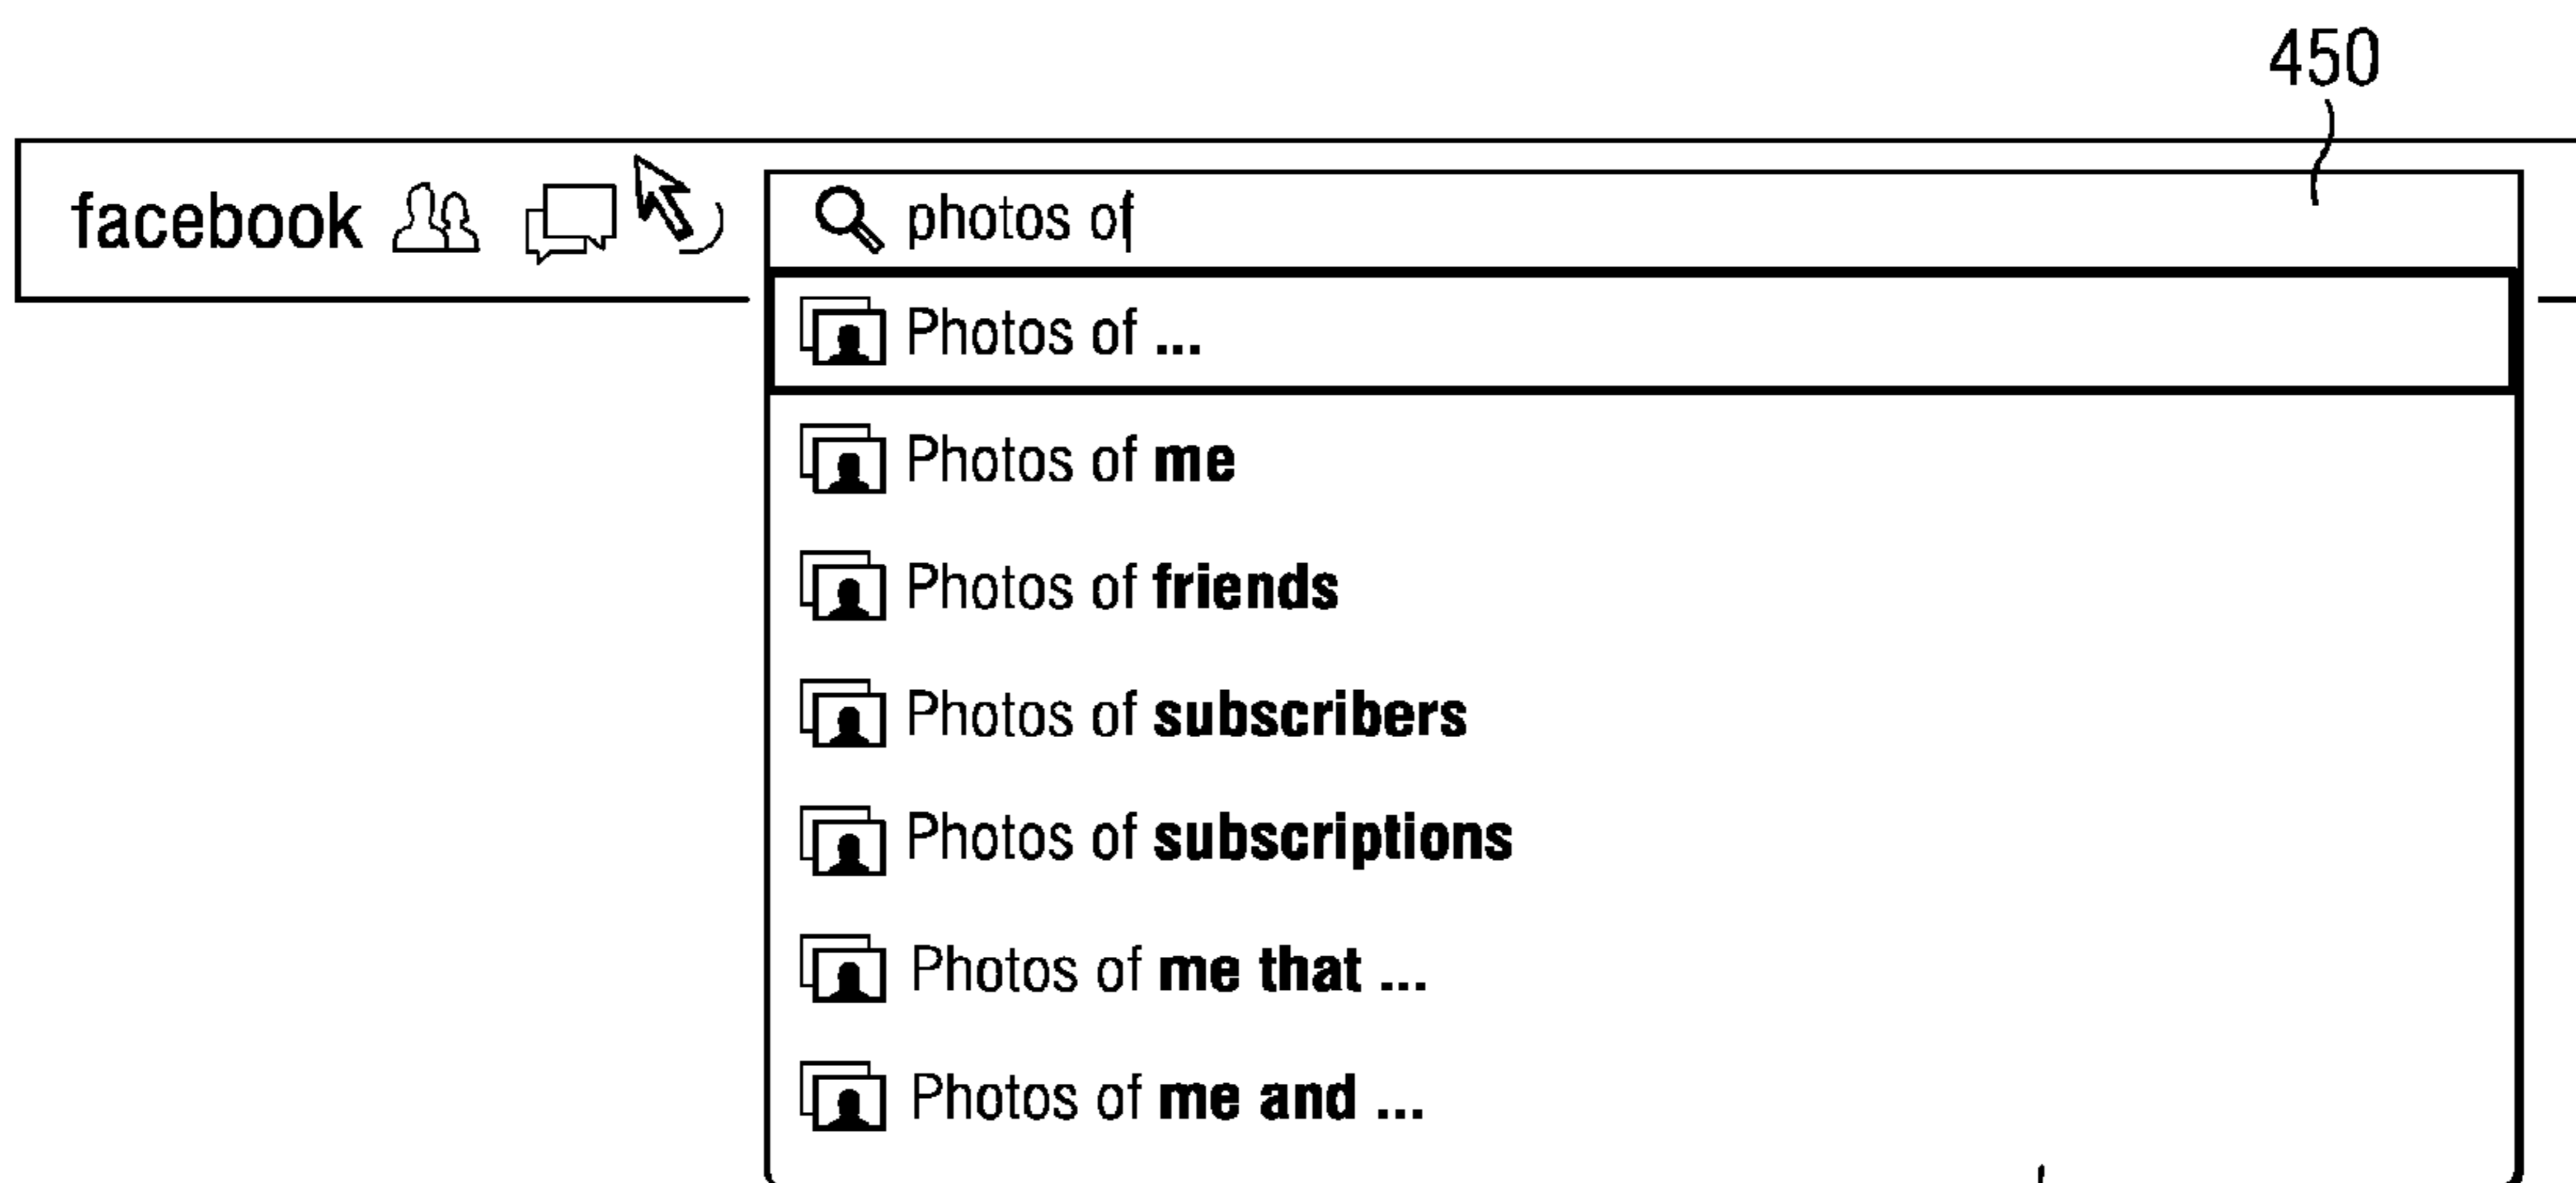 450
facebook photos of
Photos of ...
Photos of me
Photos of friends
Photos of subscribers
Photos of subscriptions
Photos of me that ...
Photos of me and ...